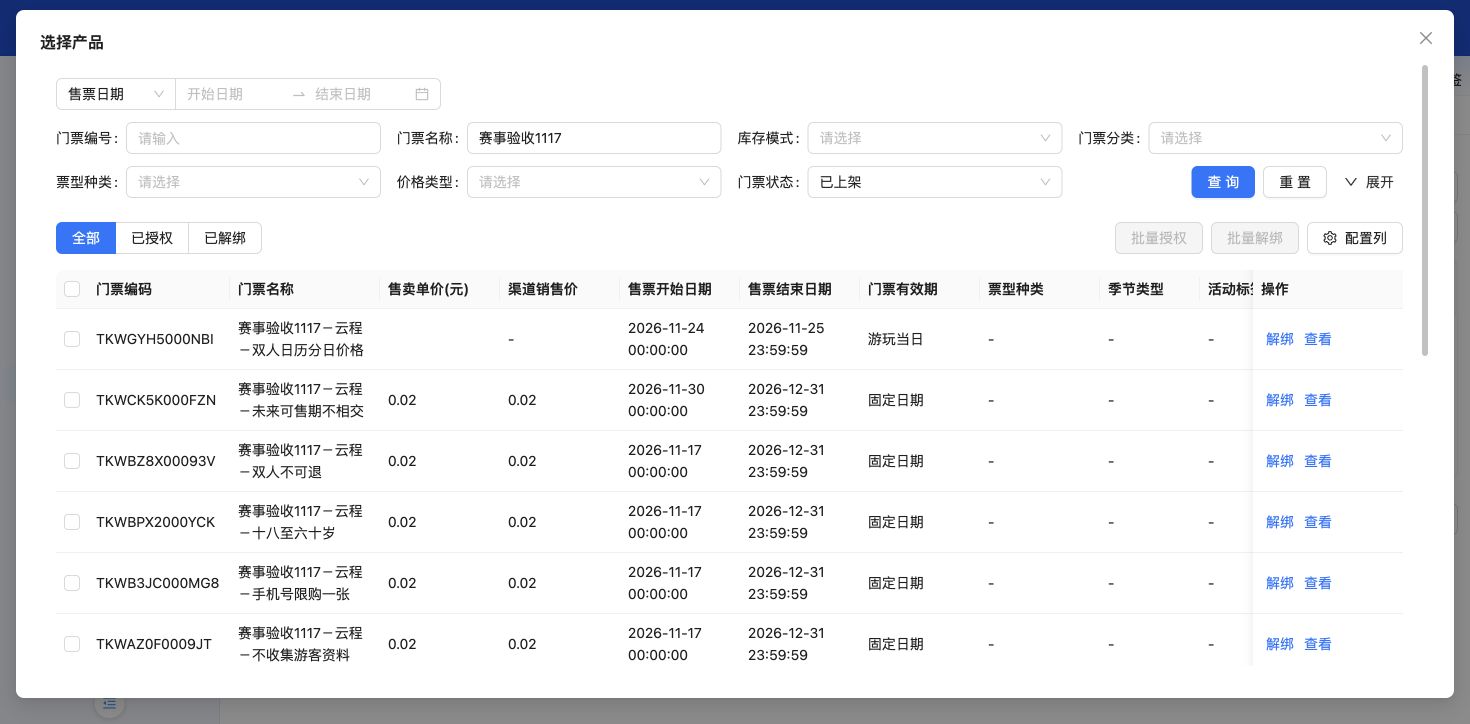 选择产品
售票日期 开始日期 → 结束日期
门票编号: 请输入 门票名称: 赛事验收1117 库存模式: 请选择 门票分类: 请选择
票型种类: 请选择 价格类型: 请选择 门票状态: 已上架 查 询 重 置 展开
全部 已授权 已解绑 批量授权 批量解绑 配置列
门票编码 门票名称 售卖单价(元) 渠道销售价 售票开始日期 售票结束日期 门票有效期 票型种类 季节类型 活动标 操作
TKWGYH5000NBI 赛事验收1117－云程－双人日历分日价格 - 2026-11-24 00:00:00 2026-11-25 23:59:59 游玩当日 - - - 解绑 查看
TKWCK5K000FZN 赛事验收1117－云程－未来可售期不相交 0.02 0.02 2026-11-30 00:00:00 2026-12-31 23:59:59 固定日期 - - - 解绑 查看
TKWBZ8X00093V 赛事验收1117－云程－双人不可退 0.02 0.02 2026-11-17 00:00:00 2026-12-31 23:59:59 固定日期 - - - 解绑 查看
TKWBPX2000YCK 赛事验收1117－云程－十八至六十岁 0.02 0.02 2026-11-17 00:00:00 2026-12-31 23:59:59 固定日期 - - - 解绑 查看
TKWB3JC000MG8 赛事验收1117－云程－手机号限购一张 0.02 0.02 2026-11-17 00:00:00 2026-12-31 23:59:59 固定日期 - - - 解绑 查看
TKWAZ0F0009JT 赛事验收1117－云程－不收集游客资料 0.02 0.02 2026-11-17 00:00:00 2026-12-31 23:59:59 固定日期 - - - 解绑 查看